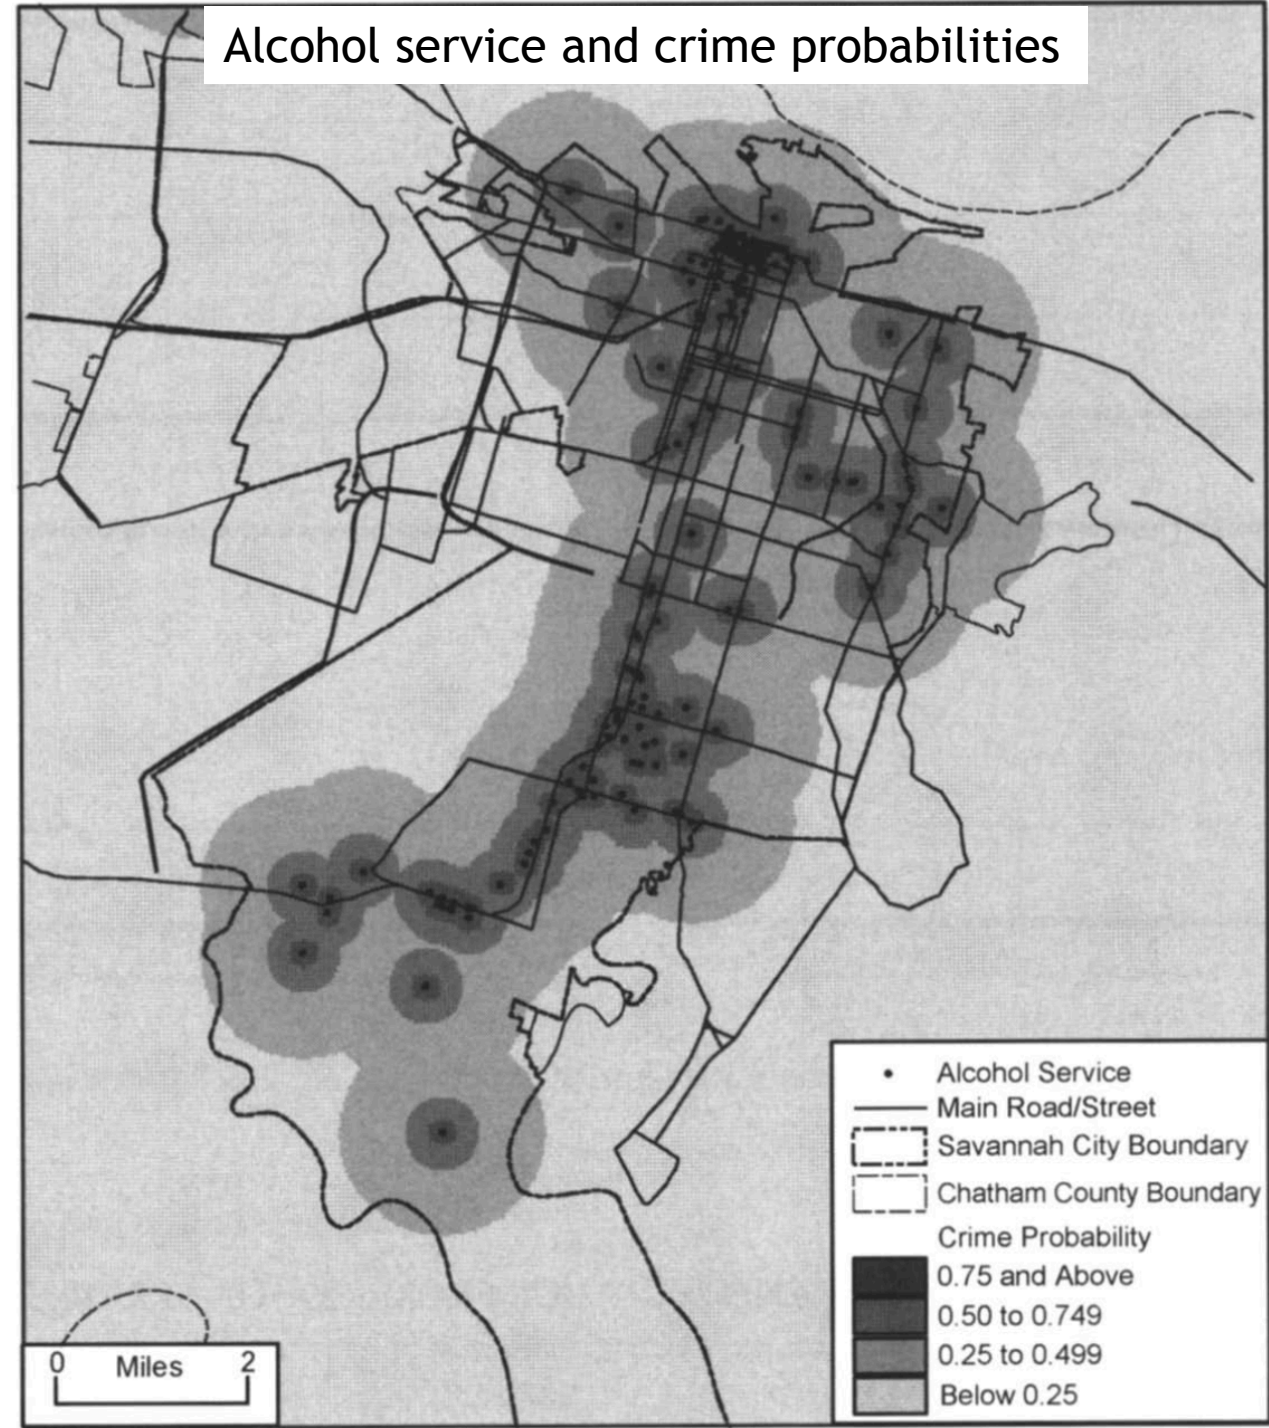 Alcohol service and crime probabilities
Alcohol Service
Main Road/Street
Savannah City Boundary
Chatham County Boundary
Crime Probability
0.75 and Above
0.50 to 0.749
0.25 to 0.499
Below 0.25
0 Miles 2